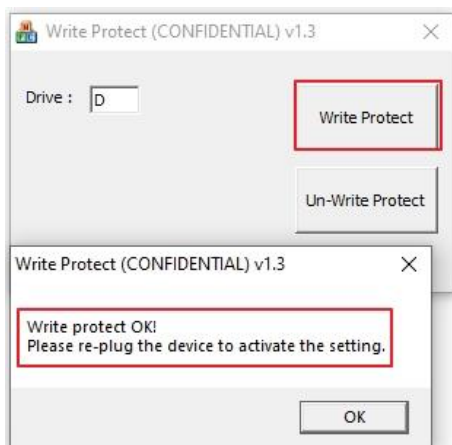 Write Protect (CONFIDENTIAL) v1.3
Drive :
D
Write Protect
Un-Write Protect
Write Protect (CONFIDENTIAL) v1.3
Write protect OK!
Please re-plug the device to activate the setting.
OK